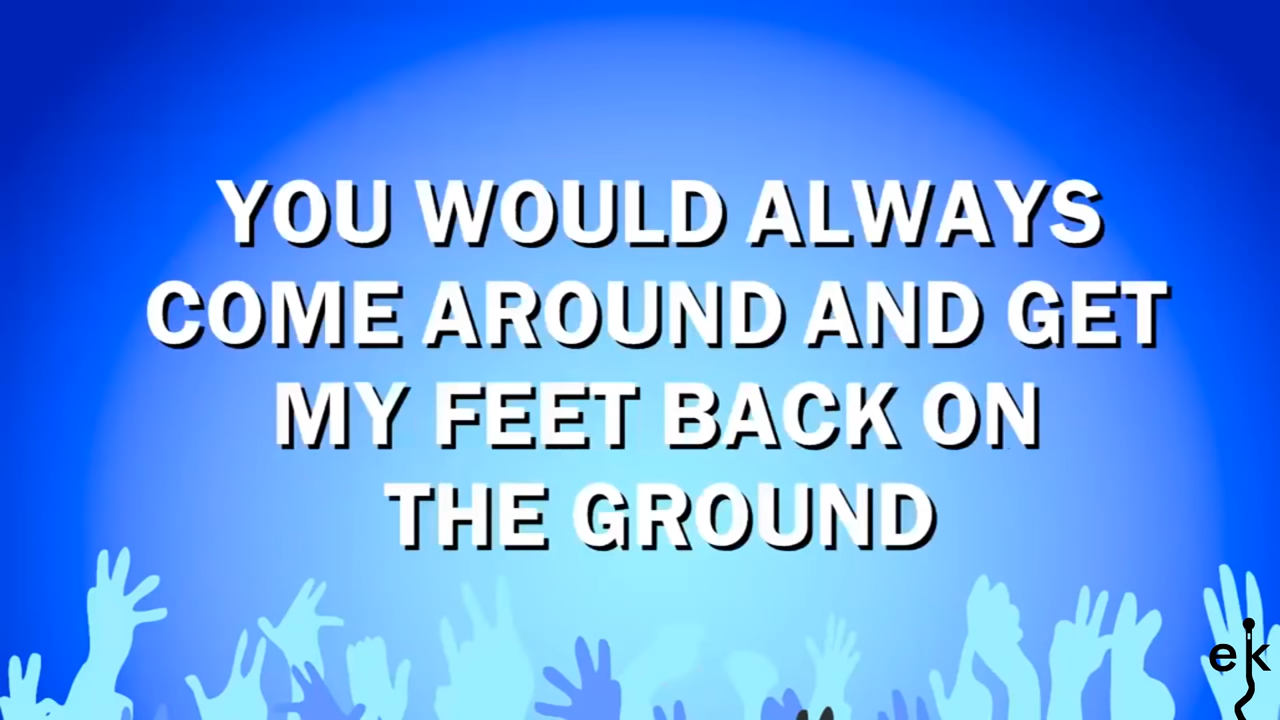 YOU WOULD ALWAYS
COME AROUND AND GET
MY FEET BACK ON
THE GROUND
ek